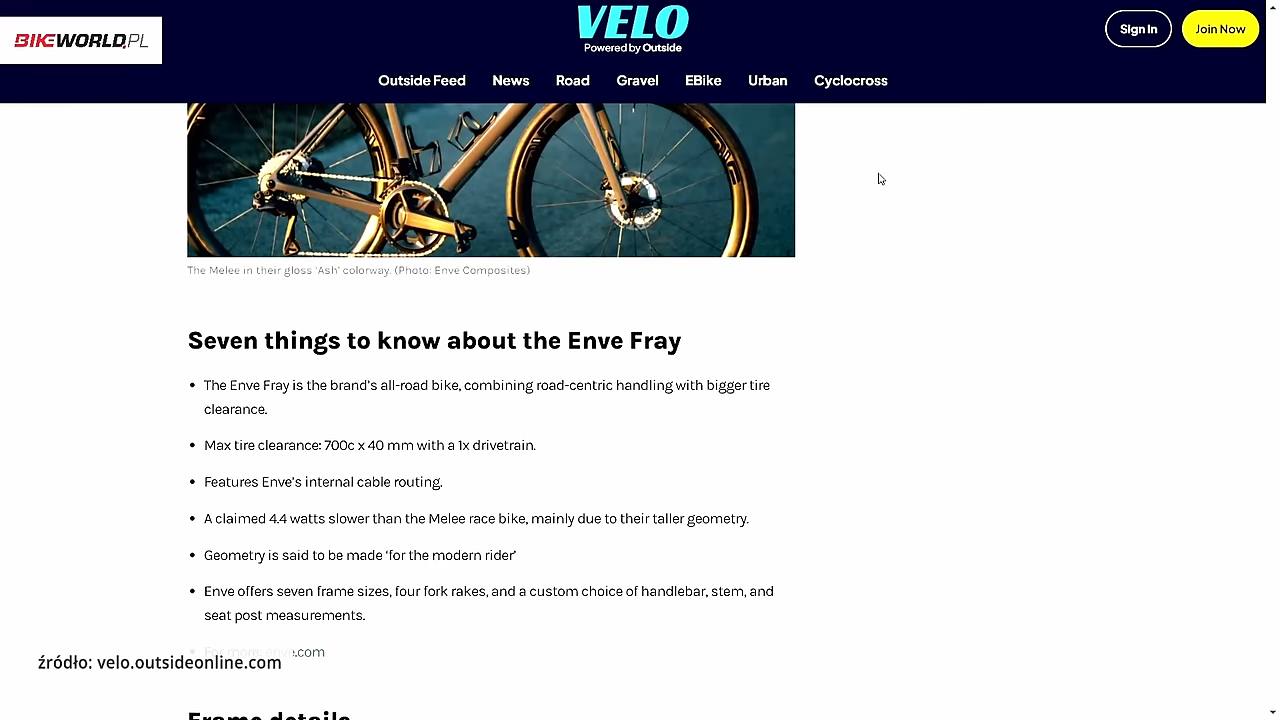 BIKEWORLD.PL
VELO
Powered by Outside
Sign In
Join Now
Outside Feed News Road Gravel EBike Urban Cyclocross
The Melee in their gloss 'Ash' colorway. (Photo: Enve Composites)
Seven things to know about the Enve Fray
• The Enve Fray is the brand's all-road bike, combining road-centric handling with bigger tire
clearance.
• Max tire clearance: 700c x 40 mm with a 1x drivetrain.
• Features Enve's internal cable routing.
• A claimed 4.4 watts slower than the Melee race bike, mainly due to their taller geometry.
• Geometry is said to be made 'for the modern rider'
• Enve offers seven frame sizes, four fork rakes, and a custom choice of handlebar, stem, and
seat post measurements.
• For more: enve.com
źródło: velo.outsideonline.com
Frame details